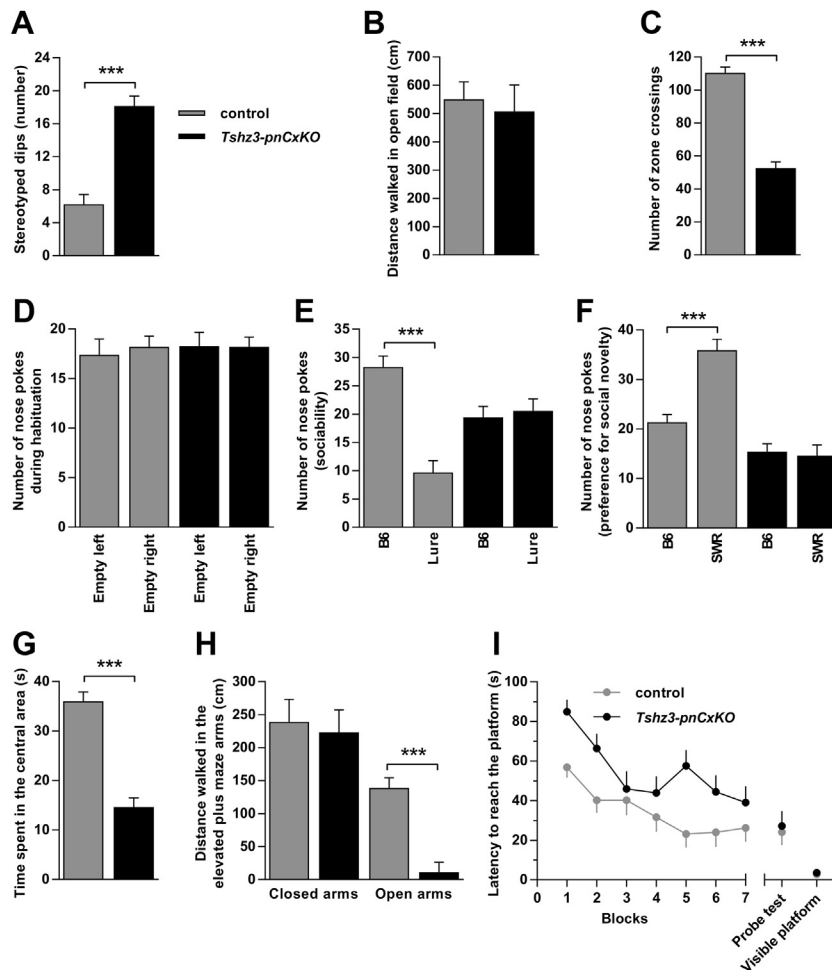 A
Stereotyped dips (number)
24
20
16
12
8
4
0
***
control
Tshz3-pnCxKO
B
Distance walked in open field (cm)
700
600
500
400
300
200
100
0
C
Number of zone crossings
120
100
80
60
40
20
0
***
D
Number of nose pokes
during habituation
20
15
10
5
0
Empty left
Empty right
Empty left
Empty right
E
Number of nose pokes
(sociability)
35
30
25
20
15
10
5
0
***
B6
Lure
B6
Lure
F
Number of nose pokes
(preference for social novelty)
40
30
20
10
0
***
B6
SWR
B6
SWR
G
Time spent in the central area (s)
40
30
20
10
0
***
H
Distance walked in the
elevated plus maze arms (cm)
300
250
200
150
100
50
0
***
Closed arms
Open arms
I
Latency to reach the platform (s)
100
80
60
40
20
0
control
Tshz3-pnCxKO
0 1 2 3 4 5 6 7
Blocks
Probe test
Visible platform